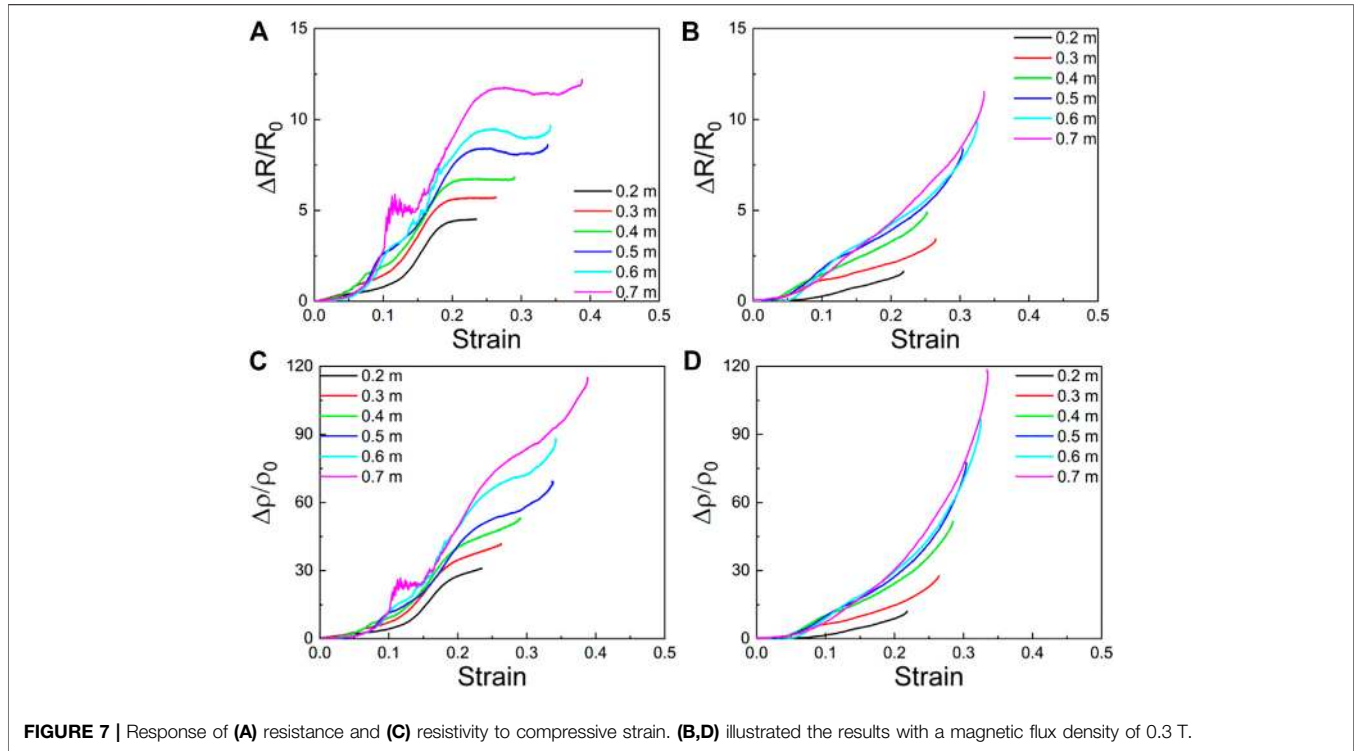 A
15
10
5
0
ΔR/R0
0.0 0.1 0.2 0.3 0.4 0.5
Strain
0.2 m
0.3 m
0.4 m
0.5 m
0.6 m
0.7 m
B
15
10
5
0
ΔR/R0
0.0 0.1 0.2 0.3 0.4 0.5
Strain
0.2 m
0.3 m
0.4 m
0.5 m
0.6 m
0.7 m
C
120
90
60
30
0
Δρ/ρ0
0.0 0.1 0.2 0.3 0.4 0.5
Strain
0.2 m
0.3 m
0.4 m
0.5 m
0.6 m
0.7 m
D
120
90
60
30
0
Δρ/ρ0
0.0 0.1 0.2 0.3 0.4 0.5
Strain
0.2 m
0.3 m
0.4 m
0.5 m
0.6 m
0.7 m
FIGURE 7 | Response of (A) resistance and (C) resistivity to compressive strain. (B,D) illustrated the results with a magnetic flux density of 0.3 T.